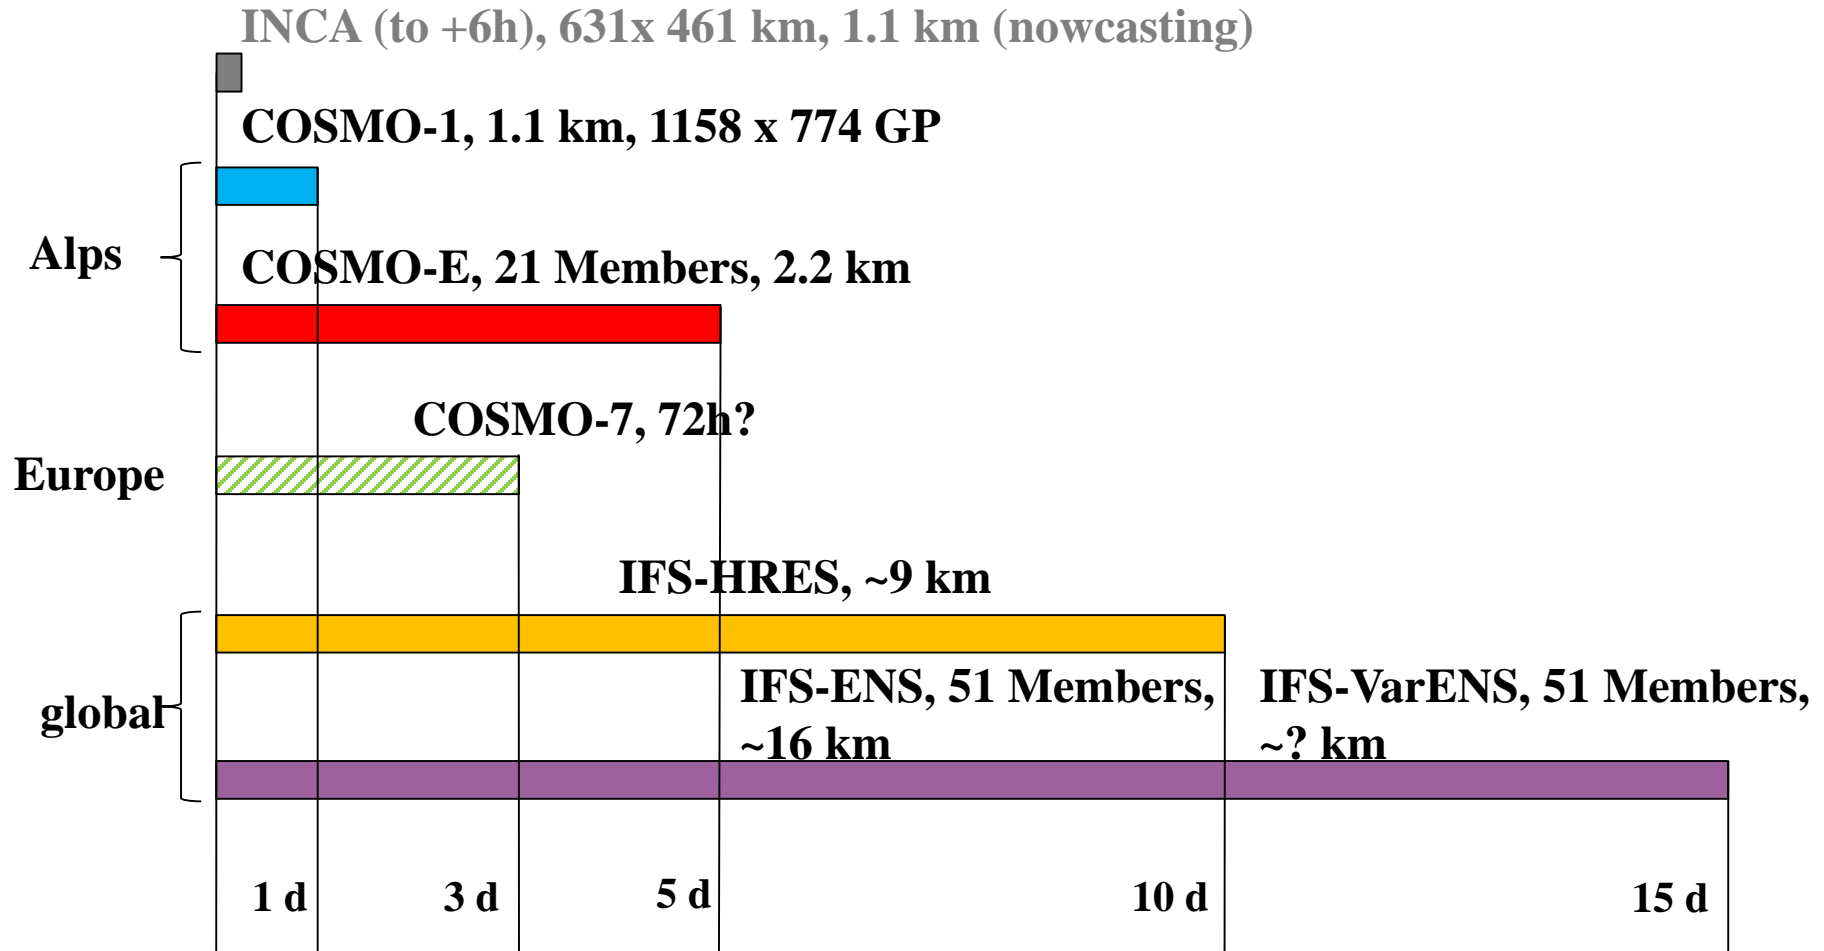 INCA (to +6h), 631x 461 km, 1.1 km (nowcasting)
COSMO-1, 1.1 km, 1158 x 774 GP
Alps
COSMO-E, 21 Members, 2.2 km
COSMO-7, 72h?
Europe
IFS-HRES, ~9 km
IFS-ENS, 51 Members,
~16 km
IFS-VarENS, 51 Members,
~? km
global
1 d
3 d
5 d
10 d
15 d